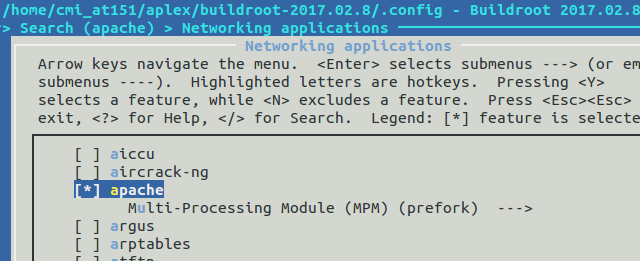 /home/cmi_at151/aplex/buildroot-2017.02.8/.config - Buildroot 2017.02.8
> Search (apache) > Networking applications
Networking applications
Arrow keys navigate the menu.  <Enter> selects submenus ---> (or em
submenus ----).  Highlighted letters are hotkeys.  Pressing <Y>
selects a feature, while <N> excludes a feature.  Press <Esc><Esc>
exit, <?> for Help, </> for Search.  Legend: [*] feature is selecte
[ ] aiccu
[ ] aircrack-ng
[*] apache
Multi-Processing Module (MPM) (prefork)  --->
[ ] argus
[ ] arptables
[ ] atftp